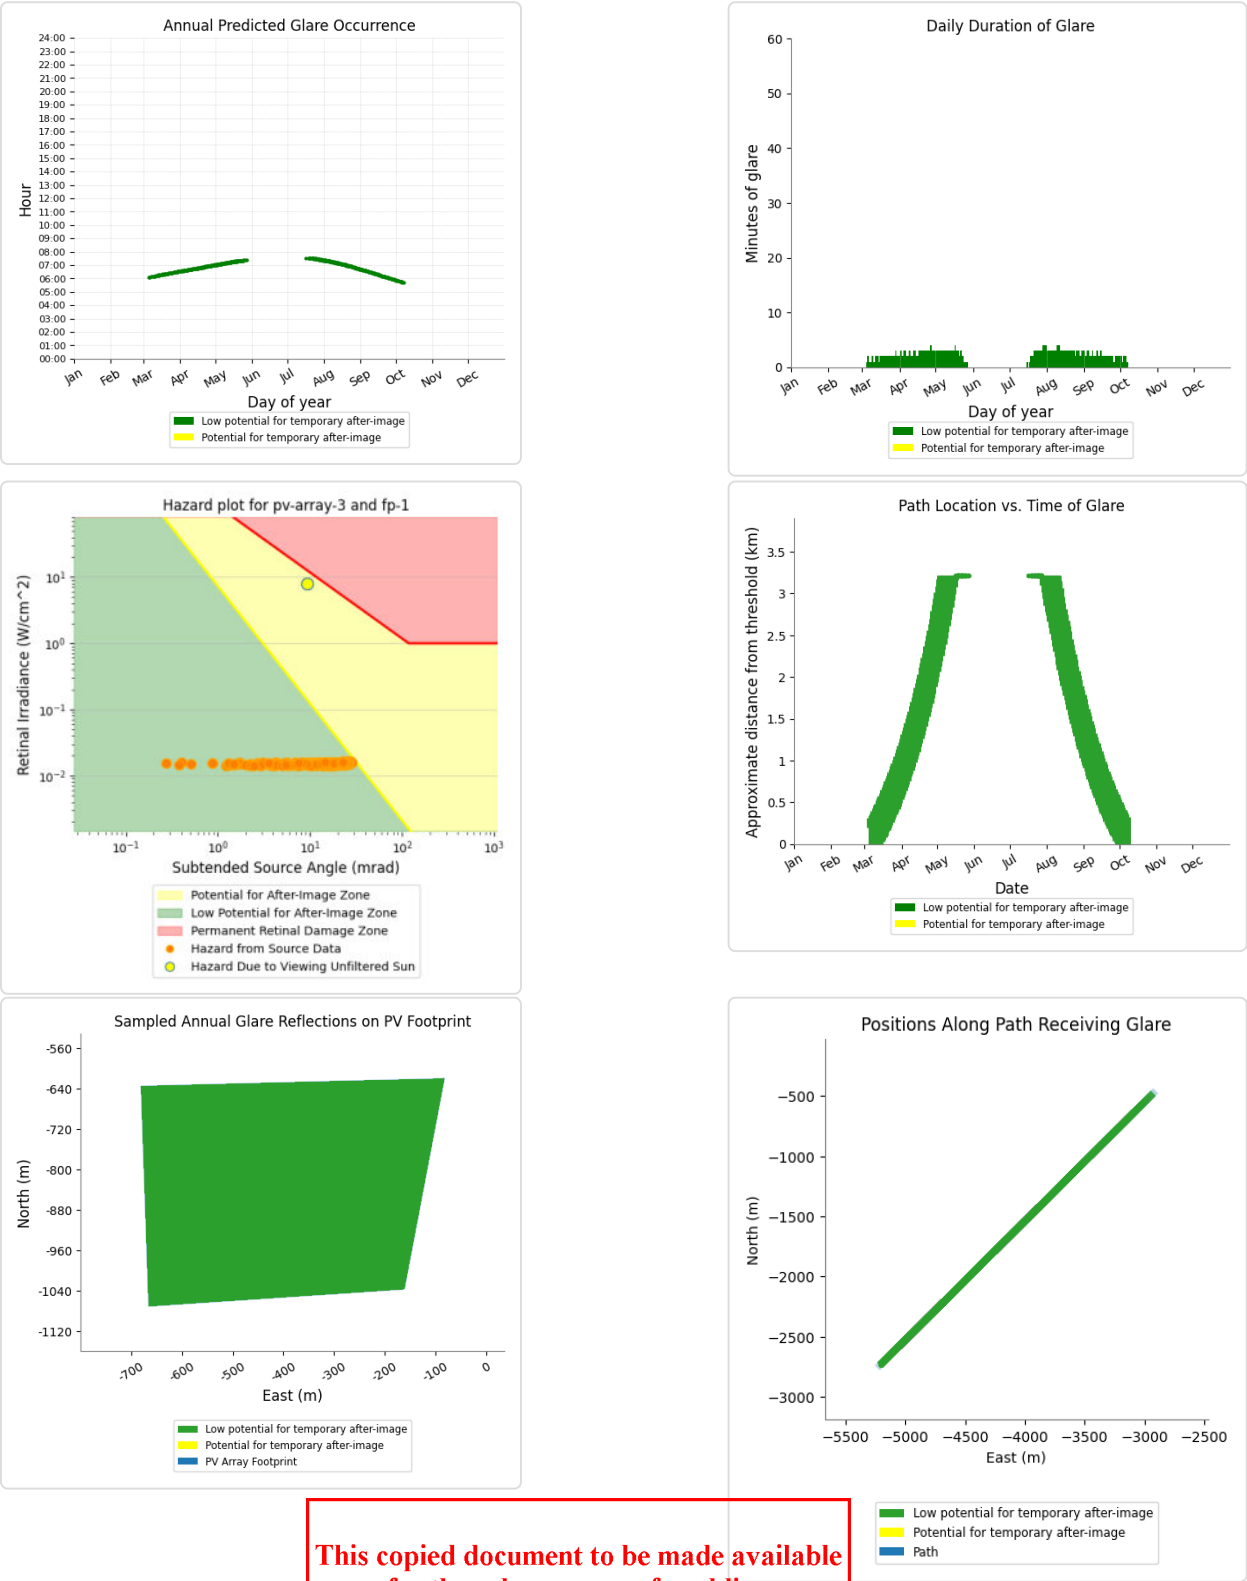 Annual Predicted Glare Occurrence
24:00
23:00
22:00
21:00
20:00
19:00
18:00
17:00
16:00
15:00
14:00
13:00
12:00
11:00
10:00
09:00
08:00
07:00
06:00
05:00
04:00
03:00
02:00
01:00
00:00
Hour
Jan Feb Mar Apr May Jun Jul Aug Sep Oct Nov Dec
Day of year
Low potential for temporary after-image
Potential for temporary after-image
Daily Duration of Glare
60
50
40
30
20
10
0
Minutes of glare
Jan Feb Mar Apr May Jun Jul Aug Sep Oct Nov Dec
Day of year
Low potential for temporary after-image
Potential for temporary after-image
Hazard plot for pv-array-3 and fp-1
10^1
10^0
10^-1
10^-2
Retinal Irradiance (W/cm^2)
10^-1 10^0 10^1 10^2 10^3
Subtended Source Angle (mrad)
Potential for After-Image Zone
Low Potential for After-Image Zone
Permanent Retinal Damage Zone
Hazard from Source Data
Hazard Due to Viewing Unfiltered Sun
Path Location vs. Time of Glare
3.5
3
2.5
2
1.5
1
0.5
0
Approximate distance from threshold (km)
Jan Feb Mar Apr May Jun Jul Aug Sep Oct Nov Dec
Date
Low potential for temporary after-image
Potential for temporary after-image
Sampled Annual Glare Reflections on PV Footprint
-560
-640
-720
-800
-880
-960
-1040
-1120
North (m)
-700 -600 -500 -400 -300 -200 -100 0
East (m)
Low potential for temporary after-image
Potential for temporary after-image
PV Array Footprint
Positions Along Path Receiving Glare
−500
−1000
−1500
−2000
−2500
−3000
North (m)
−5500 −5000 −4500 −4000 −3500 −3000 −2500
East (m)
Low potential for temporary after-image
Potential for temporary after-image
Path
This copied document to be made available